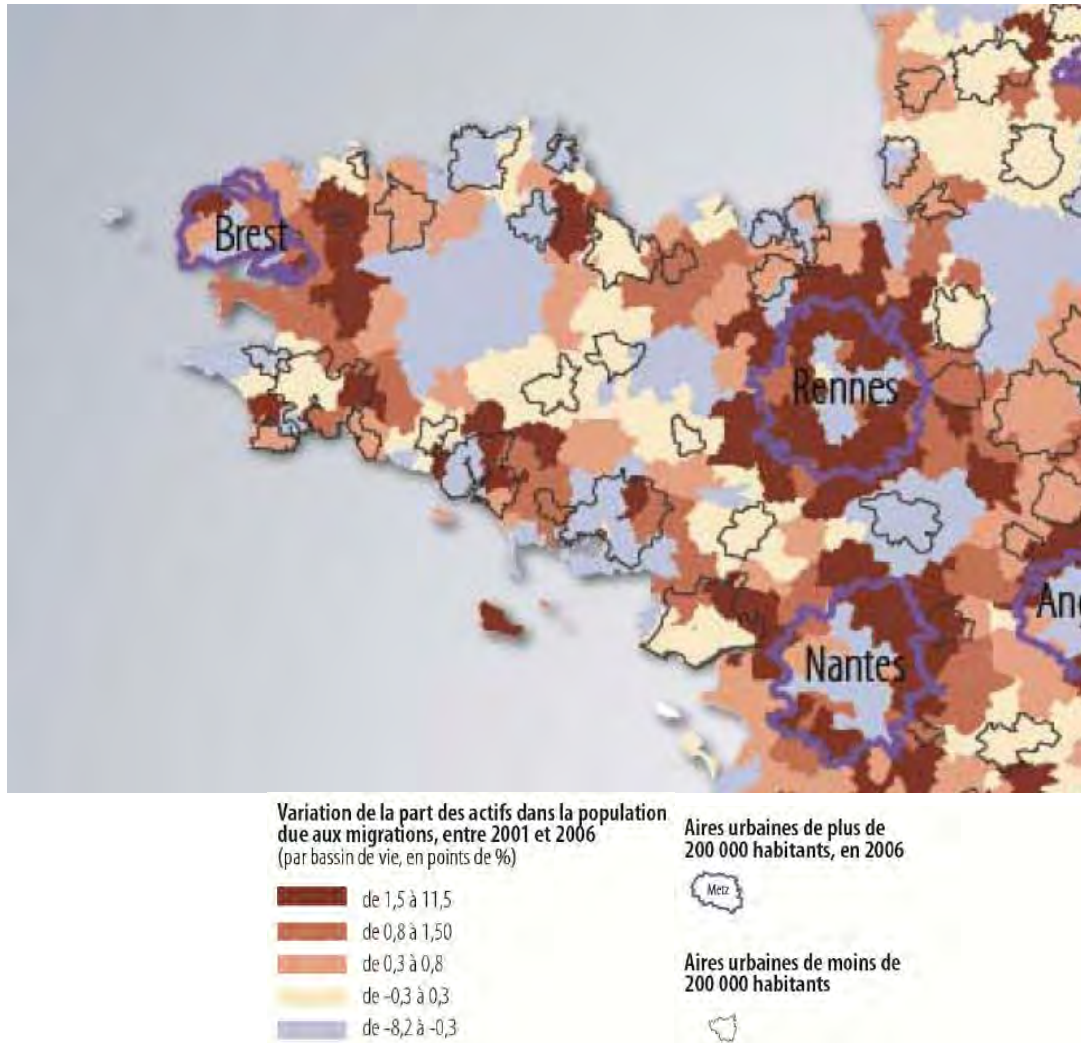 Brest
Rennes
Ang
Nantes
Variation de la part des actifs dans la population
due aux migrations, entre 2001 et 2006
(par bassin de vie, en points de %)
de 1,5 à 11,5
de 0,8 à 1,50
de 0,3 à 0,8
de -0,3 à 0,3
de -8,2 à -0,3
Aires urbaines de plus de
200 000 habitants, en 2006
Metz
Aires urbaines de moins de
200 000 habitants